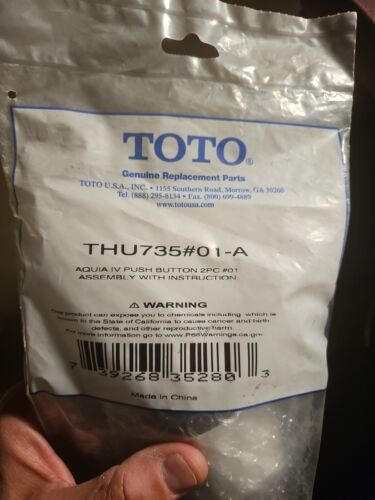 TOTO®
Genuine Replacement Parts
TOTO U.S.A., INC. • 1155 Southern Road, Morrow, GA 30260
Tel. (888) 295-8134 • Fax. (800) 699-4889
www.totousa.com
THU735#01-A
AQUIA IV PUSH BUTTON 2PC #01
ASSEMBLY WITH INSTRUCTION.
⚠ WARNING
This product can expose you to chemicals including, which is
known to the State of California to cause cancer and birth
defects, and other reproductive harm.
For more information go to www.P65Warnings.ca.gov
7 39268 35280 3
Made in China